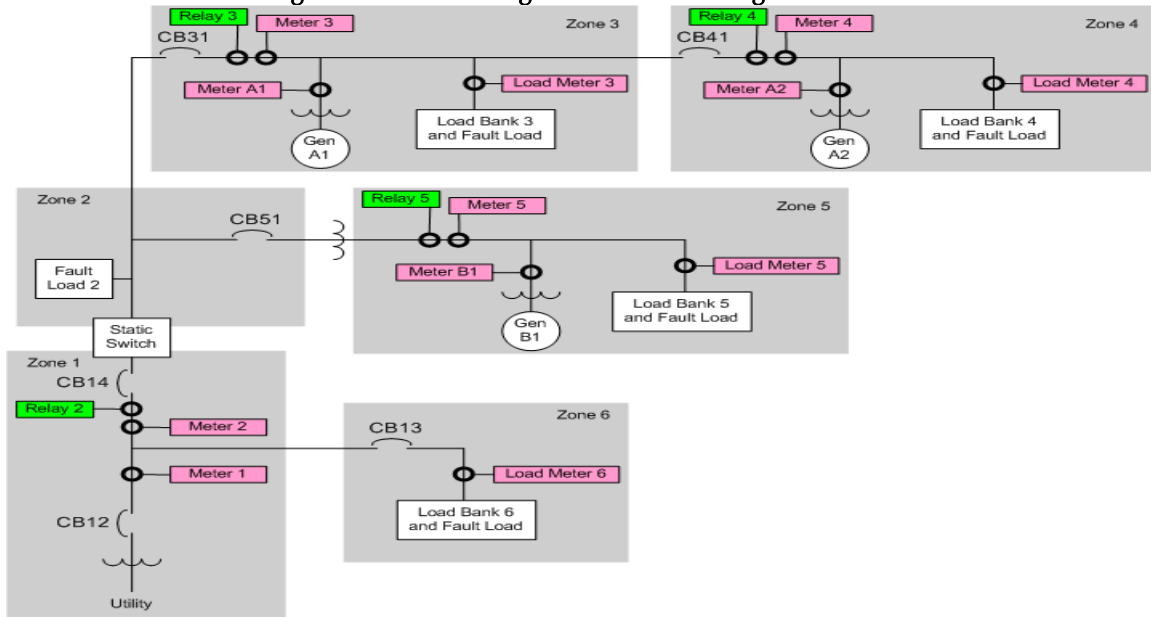 Relay 3
Meter 3
Zone 3
CB31
Meter A1
Load Meter 3
Gen
A1
Load Bank 3
and Fault Load
Relay 4
Meter 4
Zone 4
CB41
Meter A2
Load Meter 4
Gen
A2
Load Bank 4
and Fault Load
Zone 2
CB51
Fault
Load 2
Static
Switch
Relay 5
Meter 5
Zone 5
Meter B1
Load Meter 5
Gen
B1
Load Bank 5
and Fault Load
Zone 1
CB14
Relay 2
Meter 2
Meter 1
CB12
Utility
Zone 6
CB13
Load Meter 6
Load Bank 6
and Fault Load